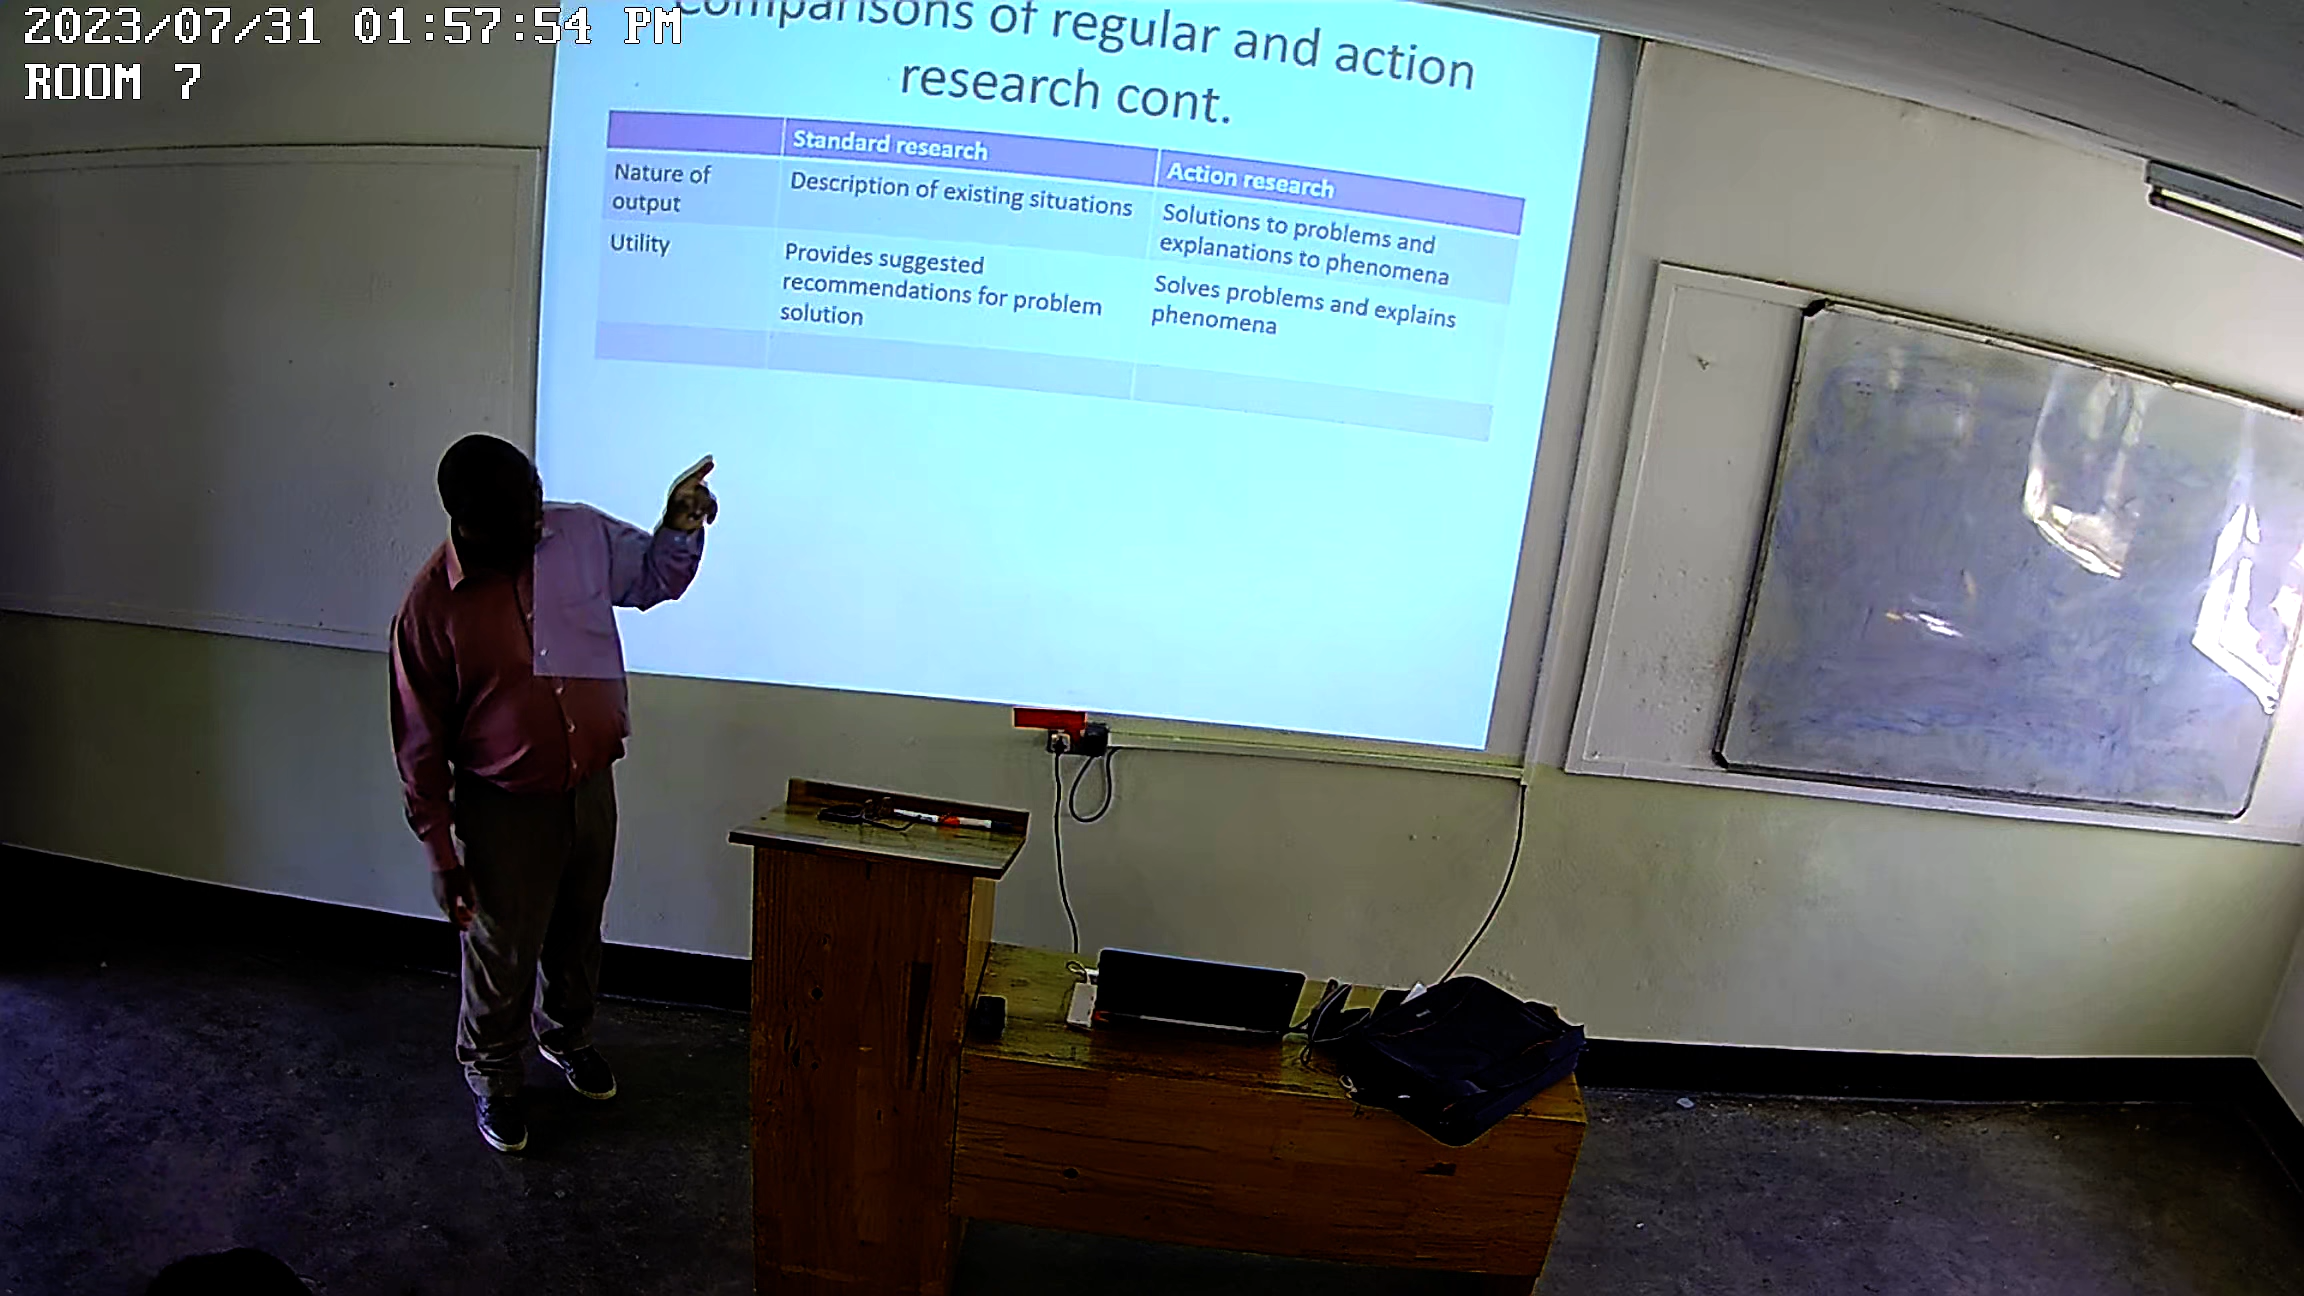 2023/07/31 01:57:54 PM
ROOM 7
Comparisons of regular and action
research cont.
Standard research
Action research
Nature of
output
Description of existing situations
Solutions to problems and
explanations to phenomena
Utility
Provides suggested
recommendations for problem
solution
Solves problems and explains
phenomena